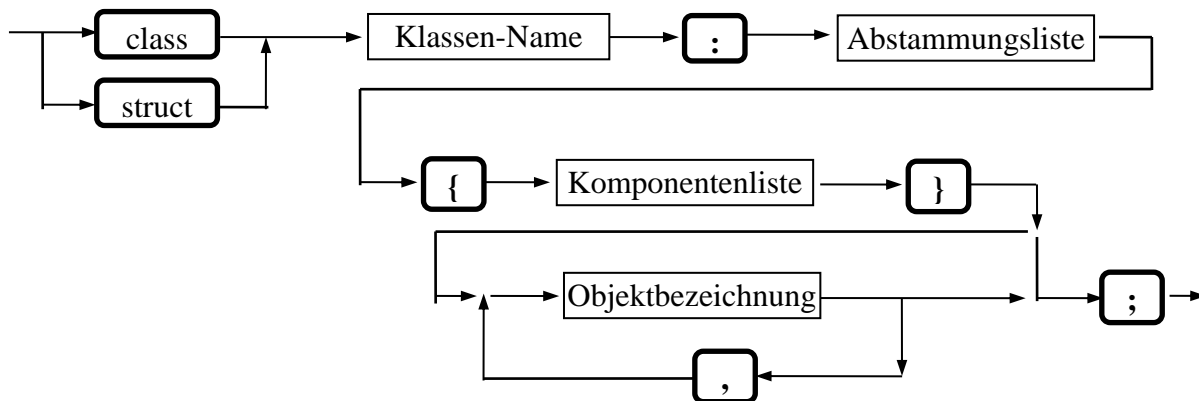 class Klassen-Name : Abstammungsliste
struct
{ Komponentenliste }
Objektbezeichnung ;
,